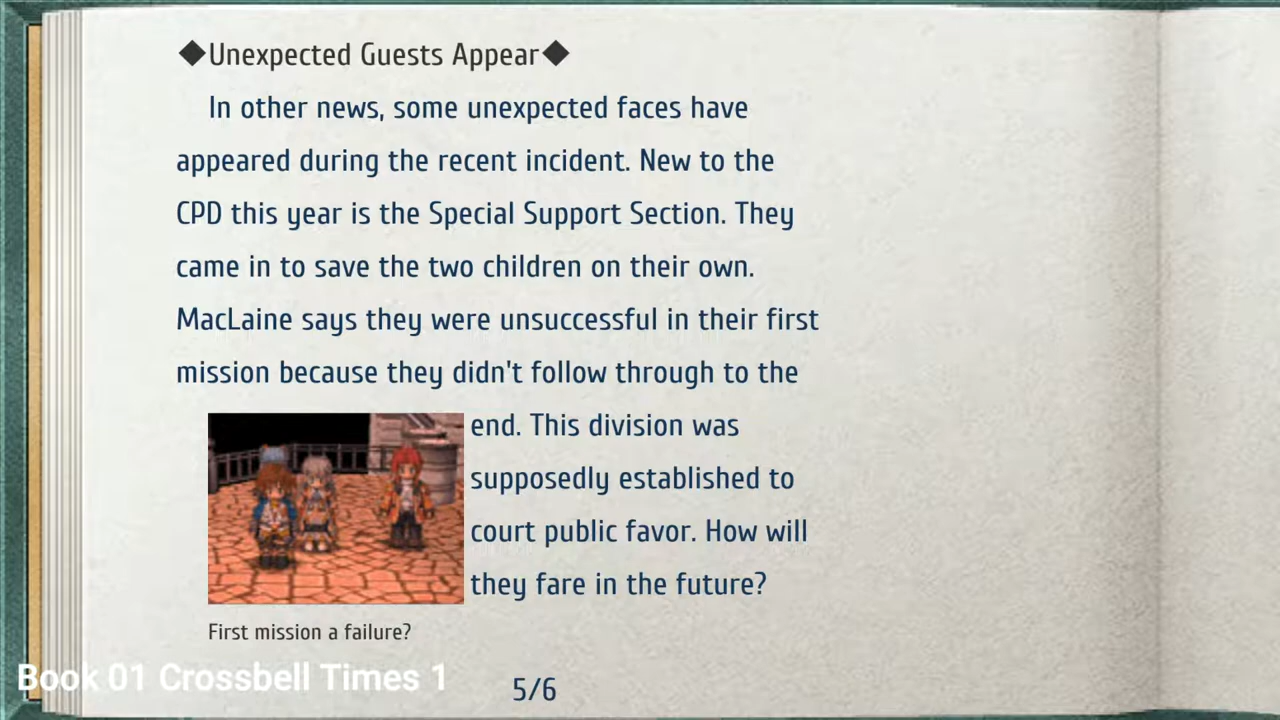 ◆Unexpected Guests Appear◆
In other news, some unexpected faces have
appeared during the recent incident. New to the
CPD this year is the Special Support Section. They
came in to save the two children on their own.
MacLaine says they were unsuccessful in their first
mission because they didn't follow through to the
end. This division was
supposedly established to
court public favor. How will
they fare in the future?
First mission a failure?
Book 01 Crossbell Times 1
5/6